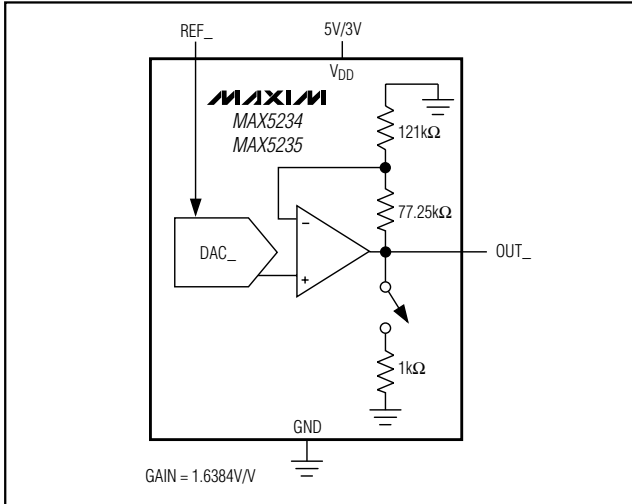 REF_
5V/3V
VDD
MAXIM
MAX5234
MAX5235
121kΩ
77.25kΩ
DAC_
−
+
OUT_
1kΩ
GND
GAIN = 1.6384V/V